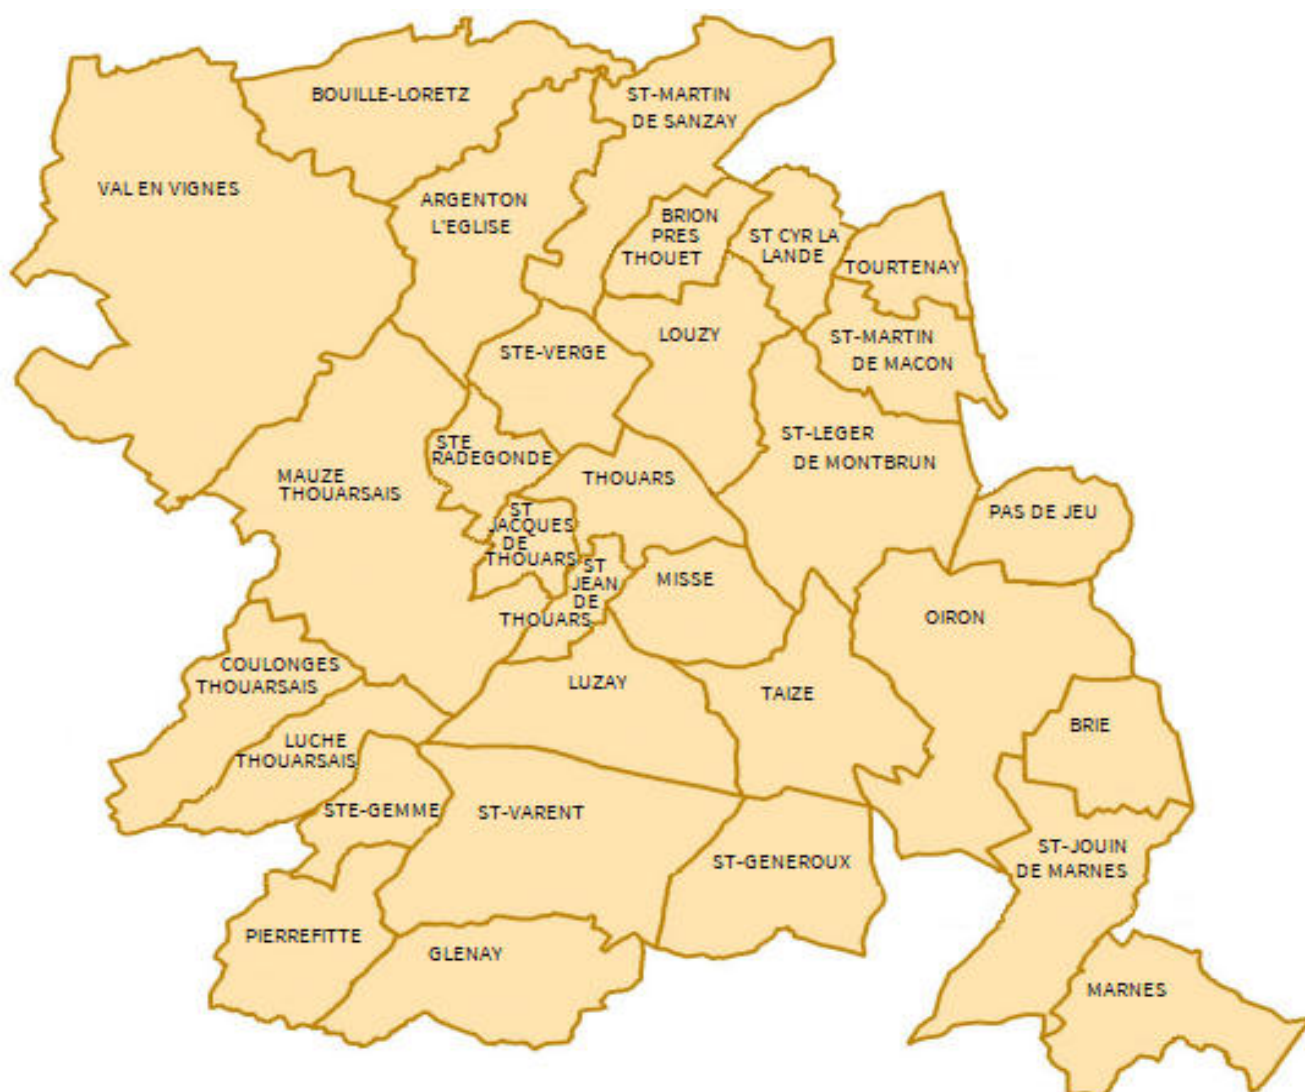 BOUILLE-LORETZ
ST-MARTIN
DE SANZAY
VAL EN VIGNES
ARGENTON
L'EGLISE
BRION
PRES
THOUET
ST CYR LA
LANDE
TOURTENAY
LOUZY
ST-MARTIN
DE MACON
STE-VERGE
ST-LEGER
DE MONTBRUN
STE
RADEGONDE
MAUZE
THOUARSAIS
THOUARS
PAS DE JEU
ST
JACQUES
DE
THOUARS
ST
JEAN
DE
THOUARS
MISSE
OIRON
COULONGES
THOUARSAIS
LUZAY
TAIZE
BRIE
LUCHE
THOUARSAIS
STE-GEMME
ST-VARENT
ST-GENEROUX
ST-JOUIN
DE MARNES
PIERREFITTE
GLENAY
MARNES